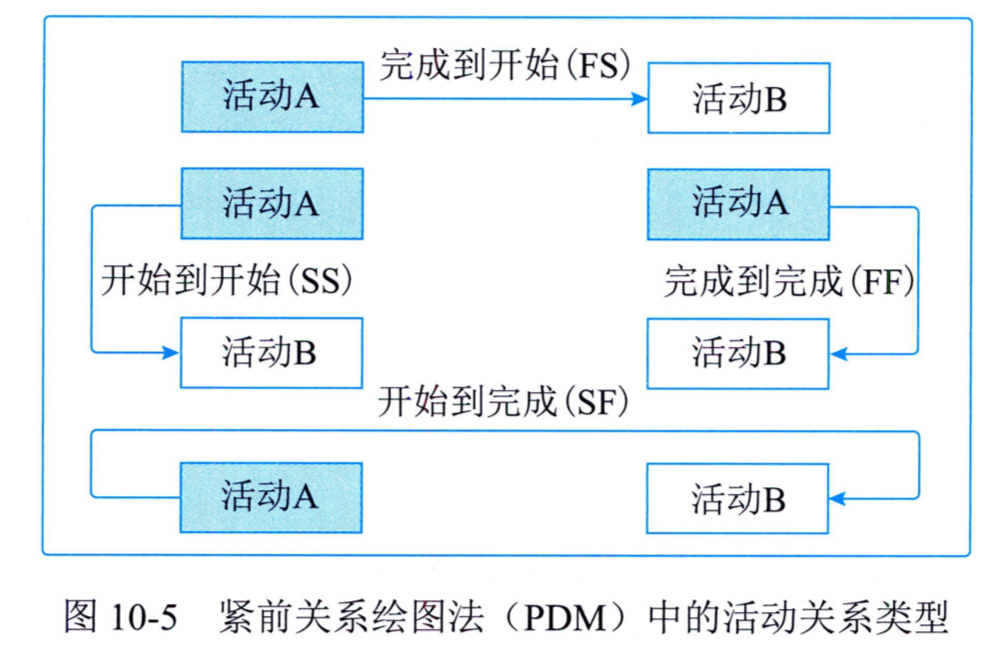 完成到开始(FS)
活动A
活动B
活动A
活动A
开始到开始(SS)
完成到完成(FF)
活动B
活动B
开始到完成(SF)
活动A
活动B
图 10-5 紧前关系绘图法（PDM）中的活动关系类型